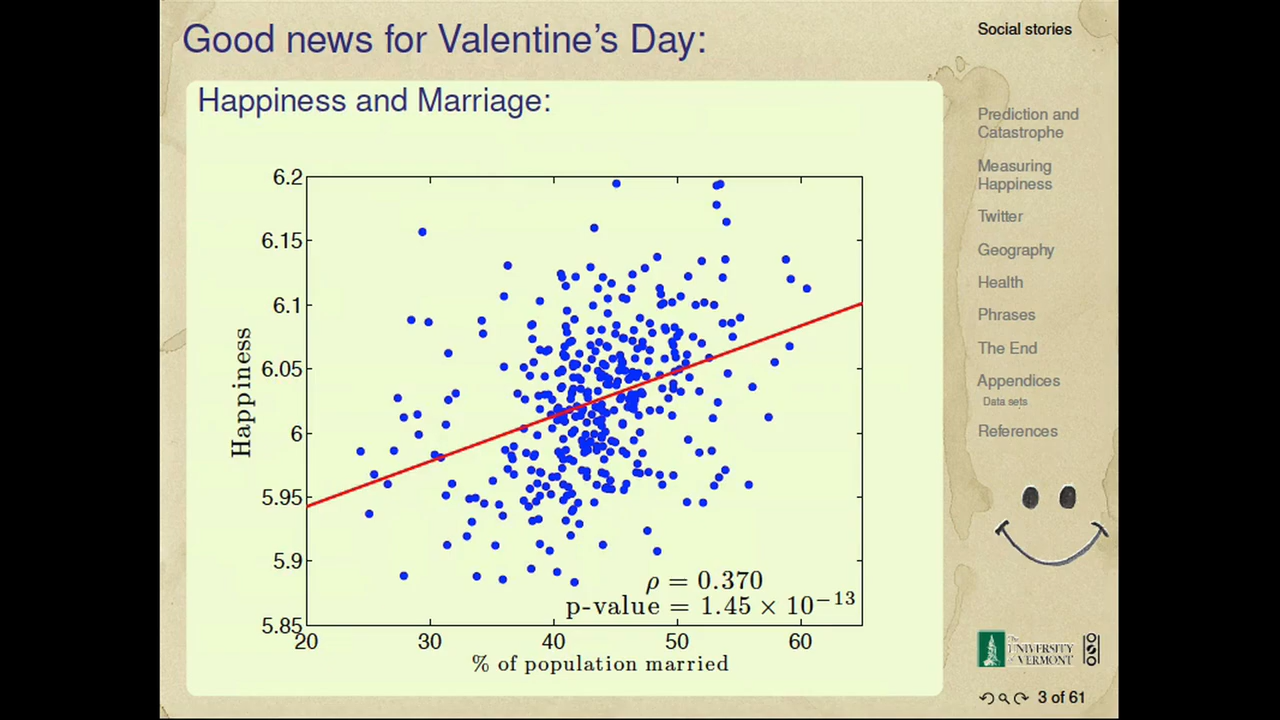 Good news for Valentine's Day:
Social stories
Happiness and Marriage:
Prediction and
Catastrophe
Measuring
Happiness
Twitter
Geography
Health
Phrases
The End
Appendices
Data sets
References
6.2
6.15
6.1
6.05
6
5.95
5.9
5.85
Happiness
ρ = 0.370
p-value = 1.45 × 10⁻¹³
20 30 40 50 60
% of population married
The
UNIVERSITY
of VERMONT
3 of 61